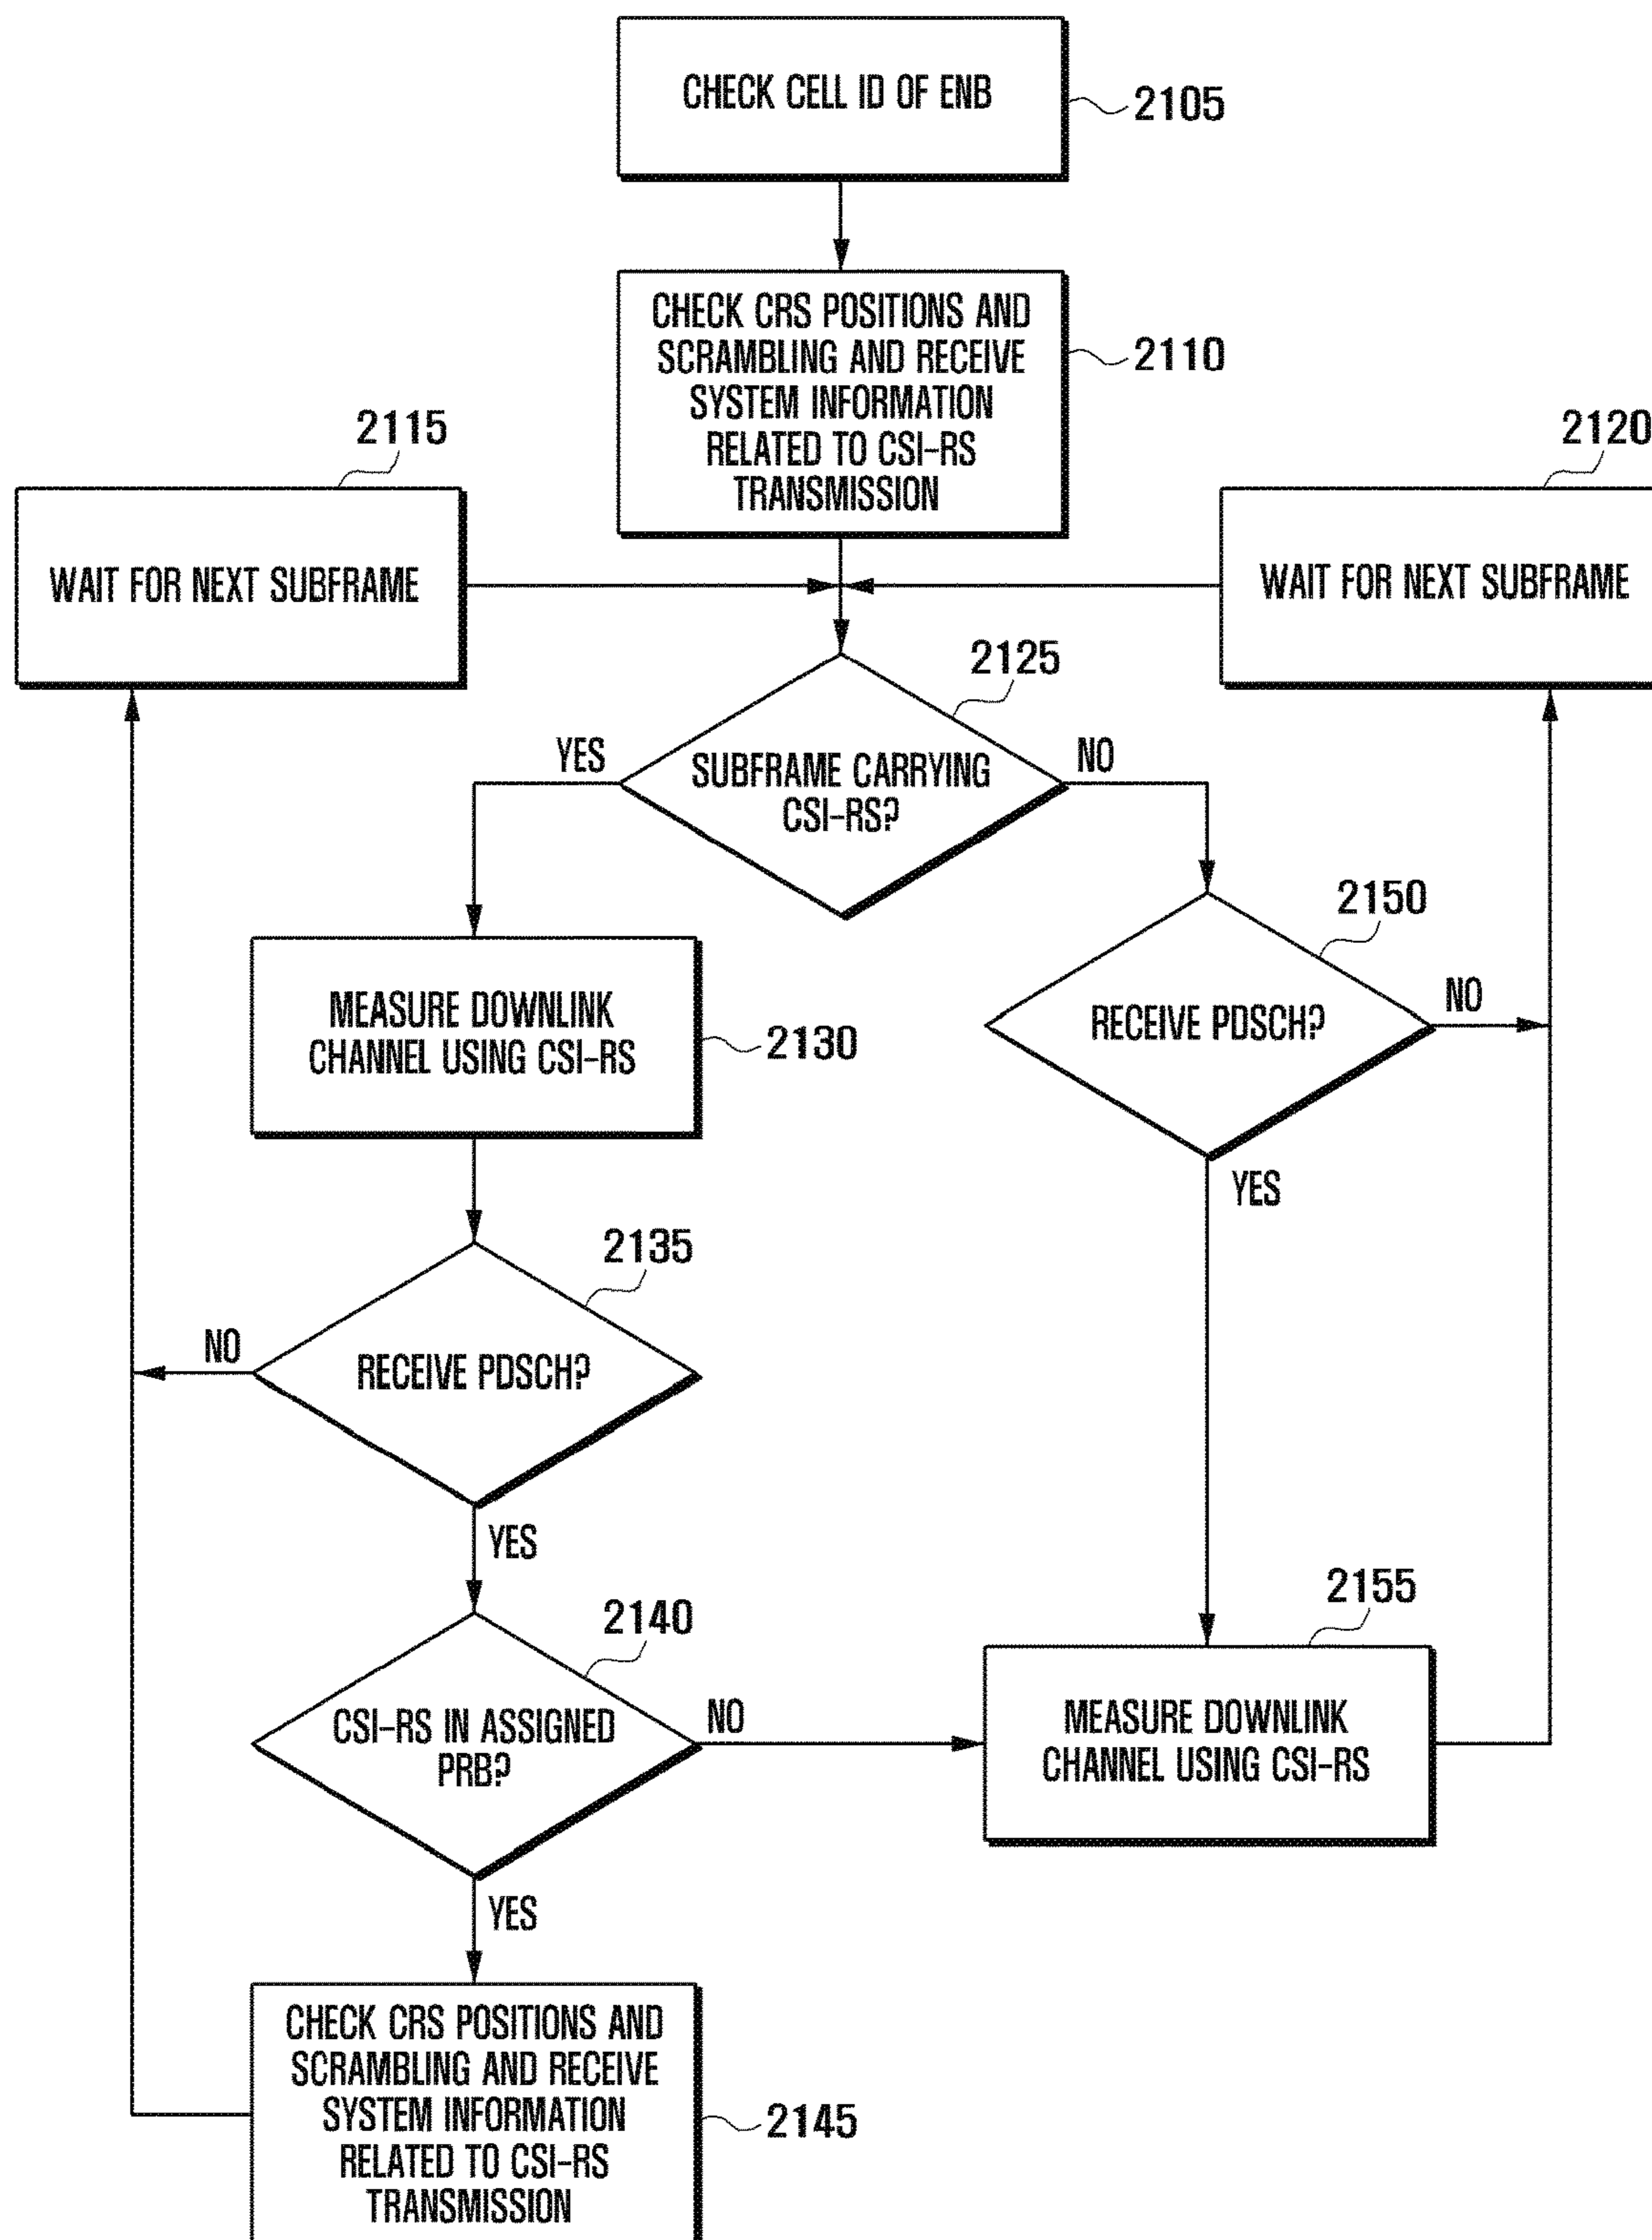 CHECK CELL ID OF ENB
2105
CHECK CRS POSITIONS AND
SCRAMBLING AND RECEIVE
SYSTEM INFORMATION
RELATED TO CSI-RS
TRANSMISSION
2110
2115
WAIT FOR NEXT SUBFRAME
2120
WAIT FOR NEXT SUBFRAME
2125
SUBFRAME CARRYING
CSI-RS?
YES
NO
MEASURE DOWNLINK
CHANNEL USING CSI-RS
2130
2150
RECEIVE PDSCH?
NO
YES
2135
RECEIVE PDSCH?
NO
YES
2140
CSI-RS IN ASSIGNED
PRB?
NO
YES
2155
MEASURE DOWNLINK
CHANNEL USING CSI-RS
CHECK CRS POSITIONS AND
SCRAMBLING AND RECEIVE
SYSTEM INFORMATION
RELATED TO CSI-RS
TRANSMISSION
2145